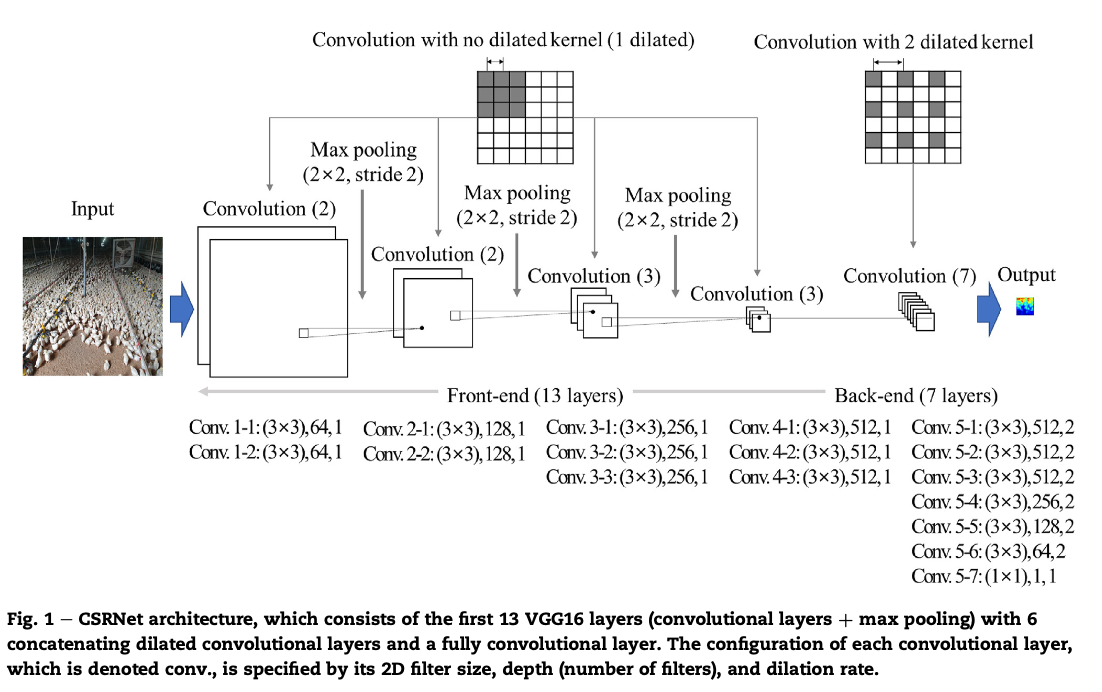 Convolution with no dilated kernel (1 dilated)
Convolution with 2 dilated kernel
Max pooling
(2×2, stride 2)
Max pooling
(2×2, stride 2)
Max pooling
(2×2, stride 2)
Input
Convolution (2)
Convolution (2)
Convolution (3)
Convolution (3)
Convolution (7)
Output
Front-end (13 layers)
Back-end (7 layers)
Conv. 1-1: (3×3), 64, 1
Conv. 1-2: (3×3), 64, 1
Conv. 2-1: (3×3), 128, 1
Conv. 2-2: (3×3), 128, 1
Conv. 3-1: (3×3), 256, 1
Conv. 3-2: (3×3), 256, 1
Conv. 3-3: (3×3), 256, 1
Conv. 4-1: (3×3), 512, 1
Conv. 4-2: (3×3), 512, 1
Conv. 4-3: (3×3), 512, 1
Conv. 5-1: (3×3), 512, 2
Conv. 5-2: (3×3), 512, 2
Conv. 5-3: (3×3), 512, 2
Conv. 5-4: (3×3), 256, 2
Conv. 5-5: (3×3), 128, 2
Conv. 5-6: (3×3), 64, 2
Conv. 5-7: (1×1), 1, 1
Fig. 1 – CSRNet architecture, which consists of the first 13 VGG16 layers (convolutional layers + max pooling) with 6
concatenating dilated convolutional layers and a fully convolutional layer. The configuration of each convolutional layer,
which is denoted conv., is specified by its 2D filter size, depth (number of filters), and dilation rate.